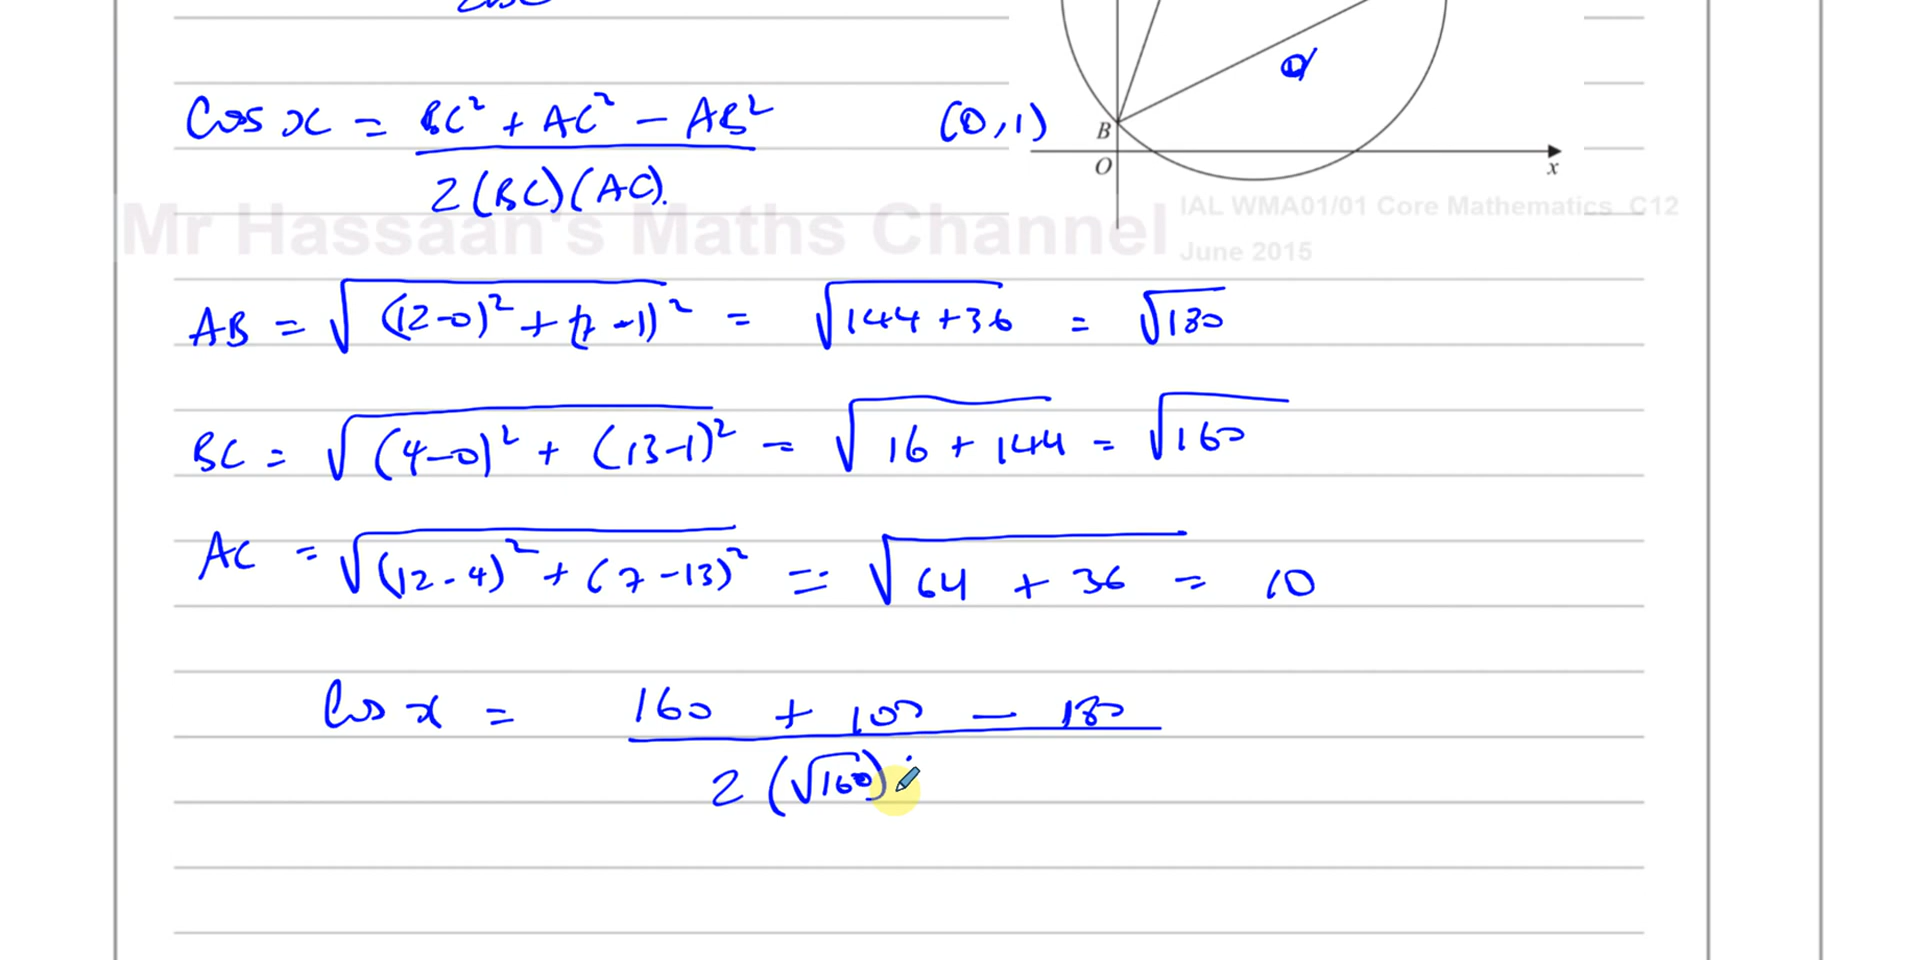 Cos x = BC² + AC² - AB²
2(BC)(AC).
(0,1)
B
O
x
Mr Hassaan's Maths Channel
IAL WMA01/01 Core Mathematics C12
June 2015
AB = √(12-0)² + (7-1)² = √144+36 = √180
BC = √(4-0)² + (13-1)² = √16 + 144 = √160
AC = √(12-4)² + (7-13)² = √64 + 36 = 10
Cos x = 160 + 100 - 180
2(√160)